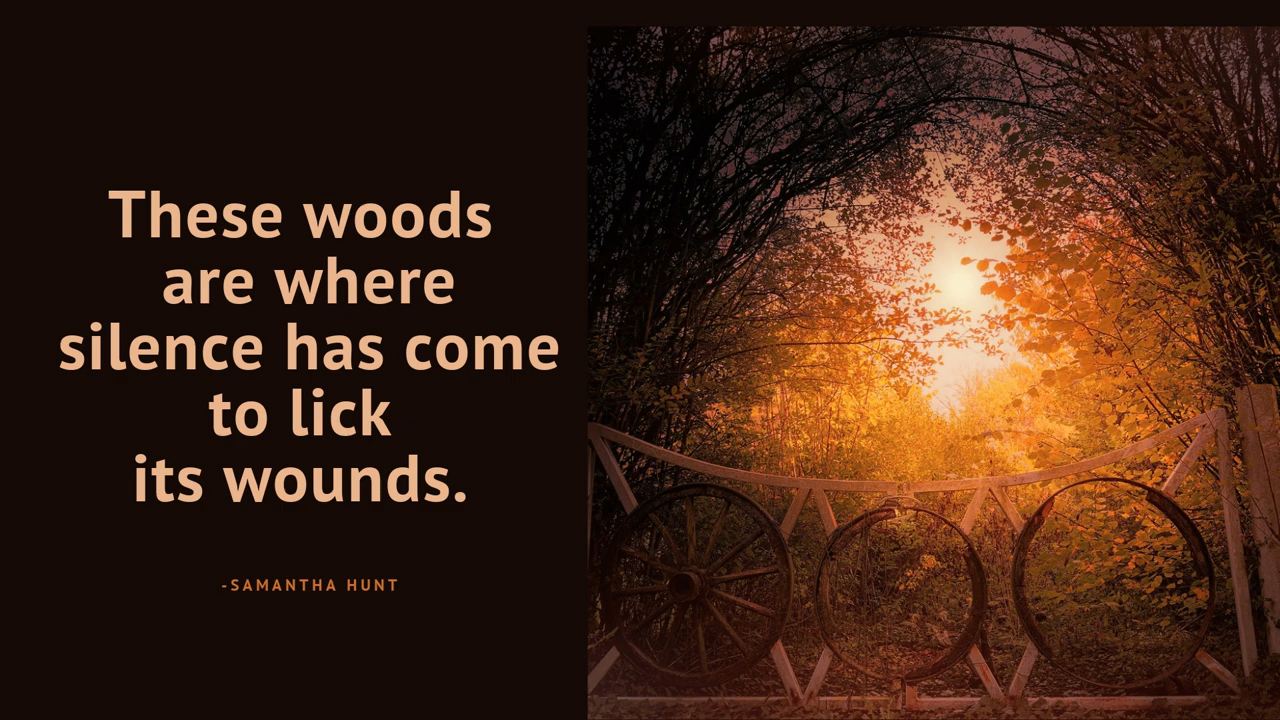 These woods
are where
silence has come
to lick
its wounds.
-SAMANTHA HUNT